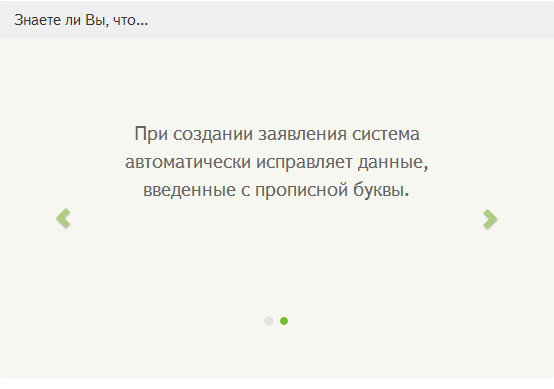 Знаете ли Вы, что...
При создании заявления система
автоматически исправляет данные,
введенные с прописной буквы.